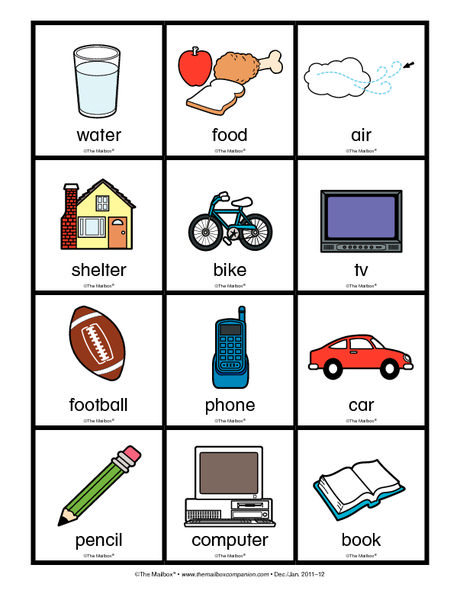 water food air
©The Mailbox® ©The Mailbox® ©The Mailbox®
shelter bike tv
©The Mailbox® ©The Mailbox® ©The Mailbox®
football phone car
©The Mailbox® ©The Mailbox® ©The Mailbox®
pencil computer book
©The Mailbox® ©The Mailbox® ©The Mailbox®
©The Mailbox® • www.themailboxcompanion.com • Dec./Jan. 2011–12